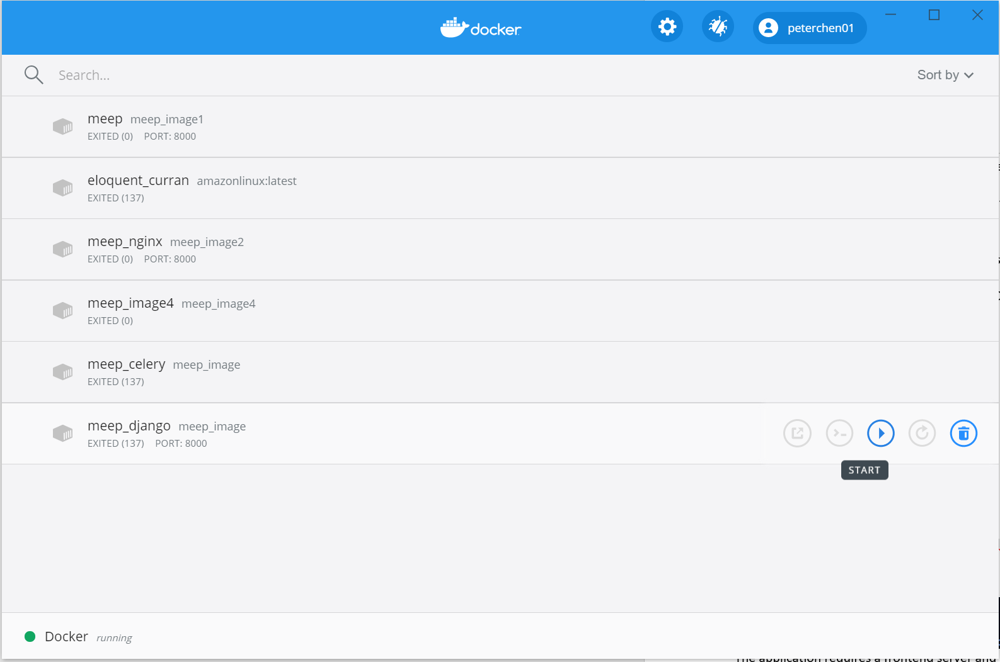 docker
peterchen01
Search...
Sort by
meep meep_image1
EXITED (0) PORT: 8000
eloquent_curran amazonlinux:latest
EXITED (137)
meep_nginx meep_image2
EXITED (0) PORT: 8000
meep_image4 meep_image4
EXITED (0)
meep_celery meep_image
EXITED (137)
meep_django meep_image
EXITED (137) PORT: 8000
START
Docker running
The application requires a frontend server and